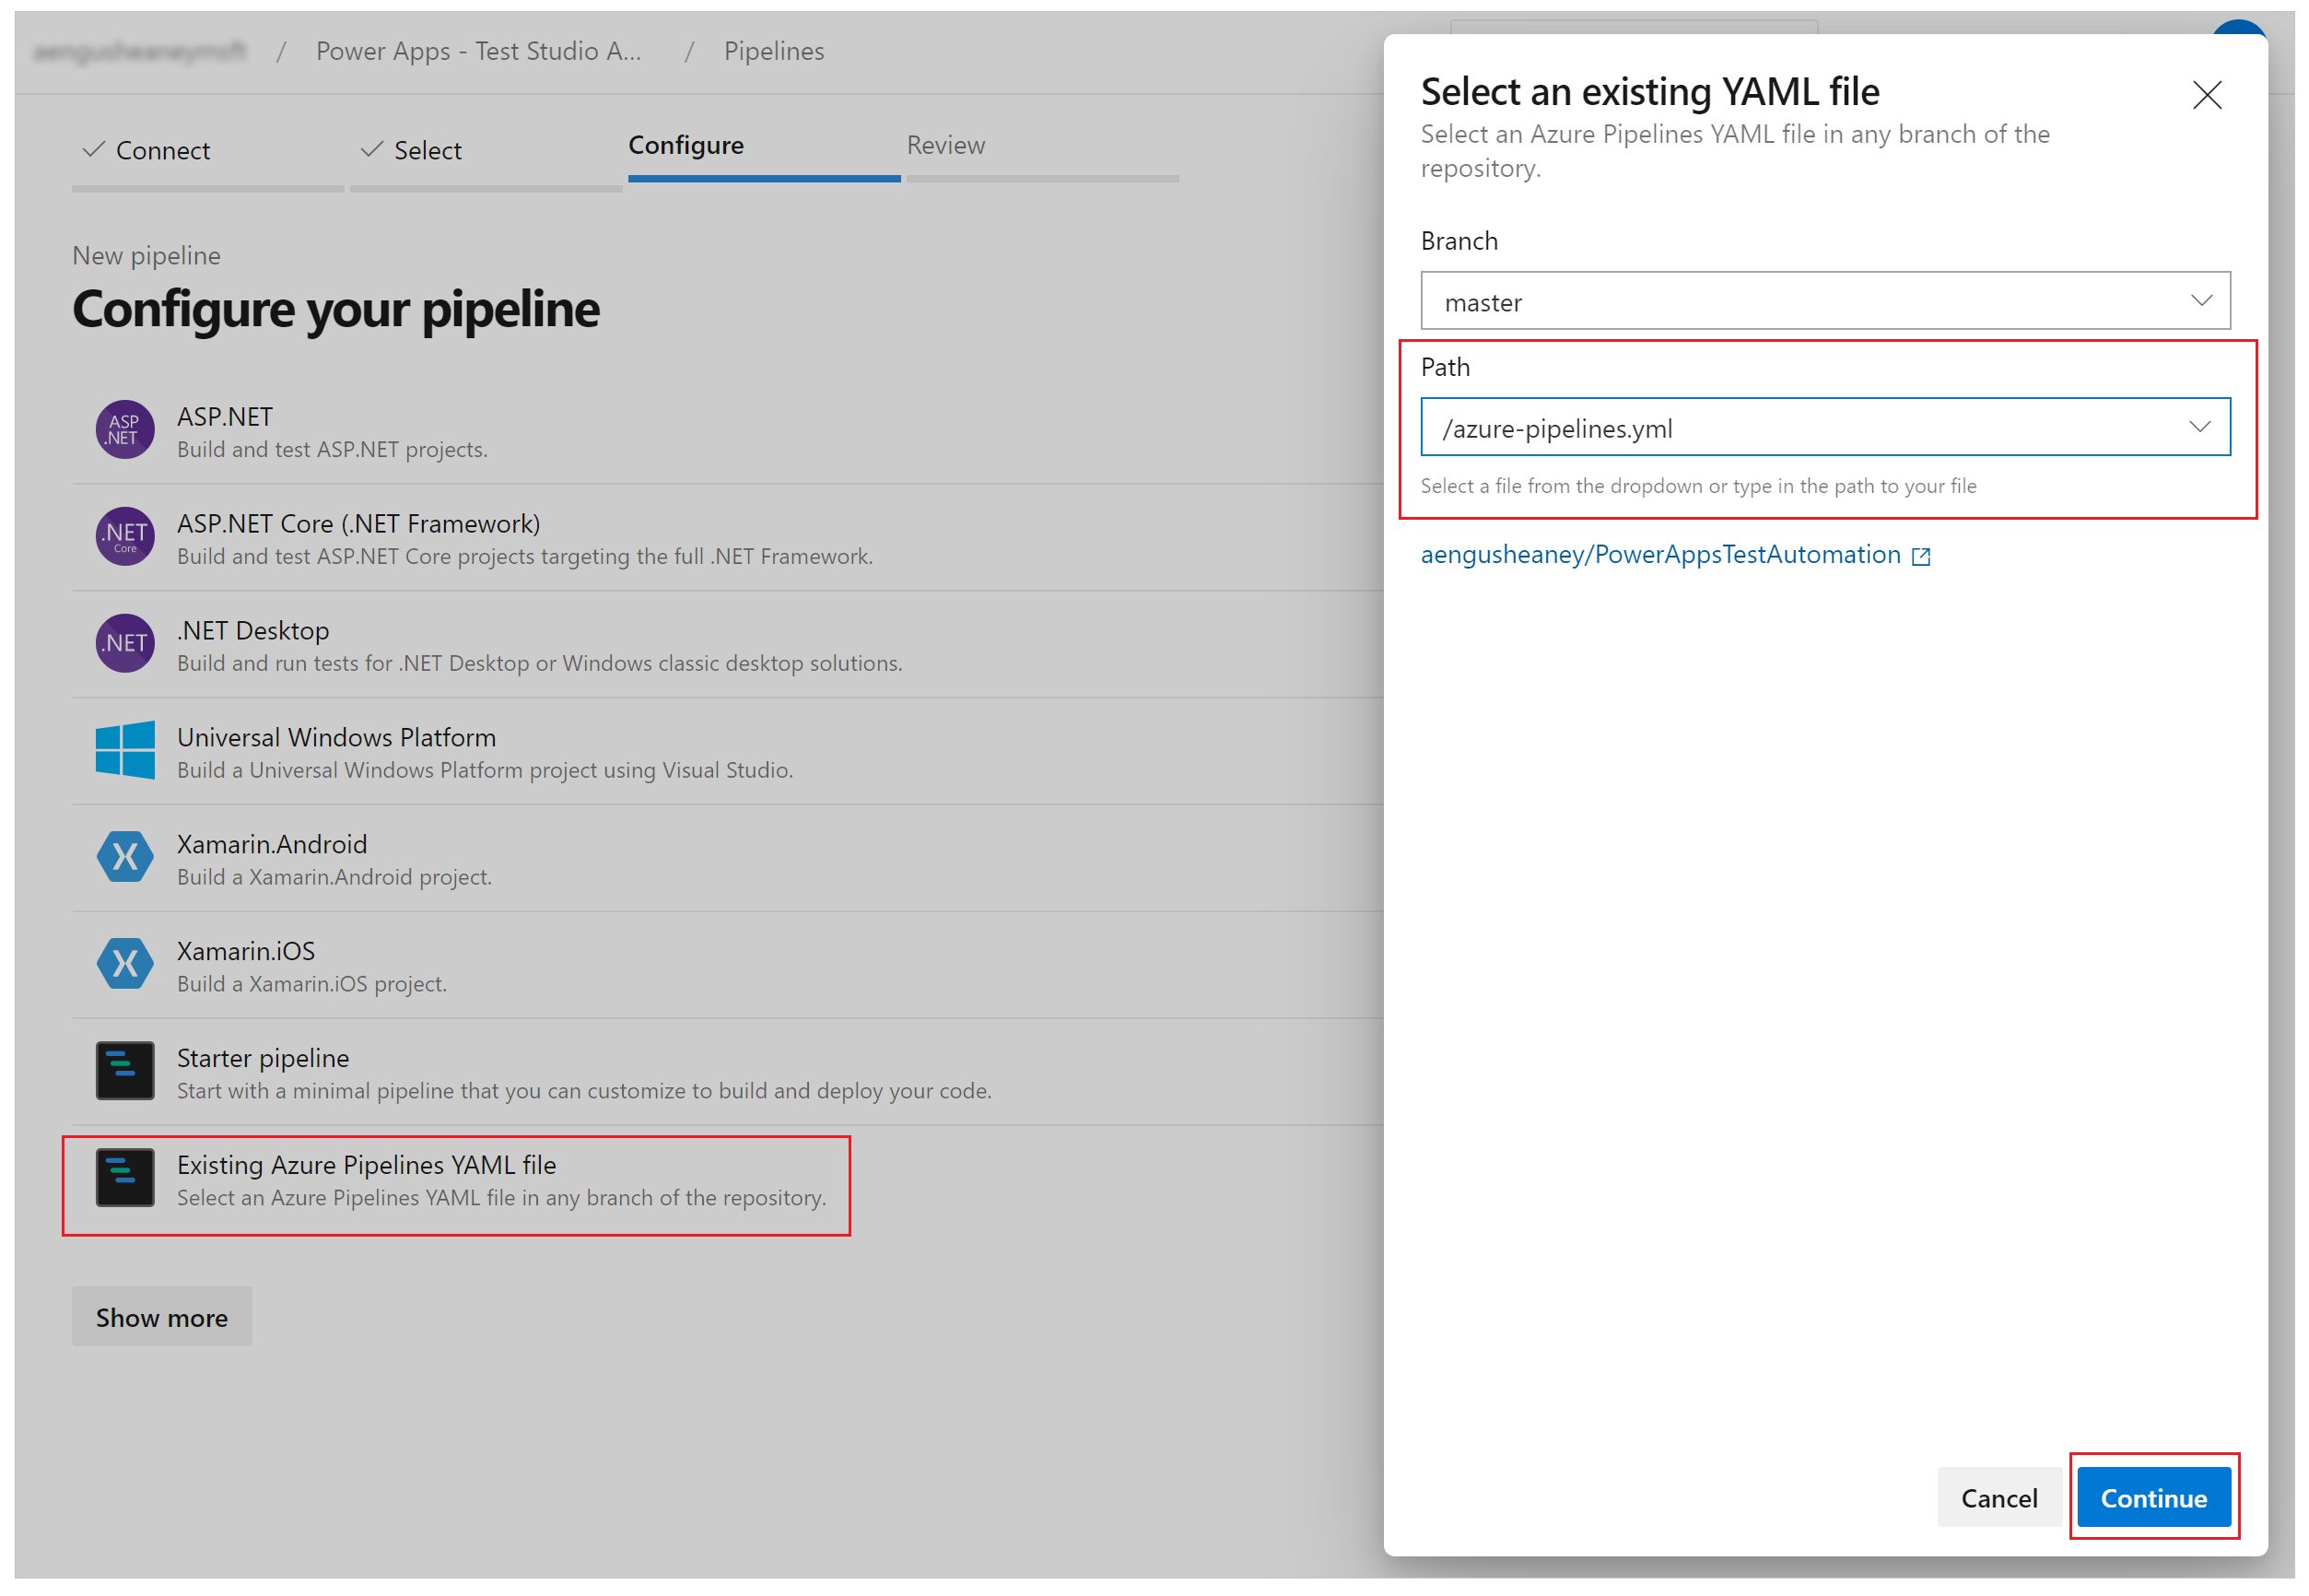 / Power Apps - Test Studio A... / Pipelines
Connect
Select
Configure
Review
New pipeline
Configure your pipeline
ASP
.NET
ASP.NET
Build and test ASP.NET projects.
.NET
Core
ASP.NET Core (.NET Framework)
Build and test ASP.NET Core projects targeting the full .NET Framework.
.NET
.NET Desktop
Build and run tests for .NET Desktop or Windows classic desktop solutions.
Universal Windows Platform
Build a Universal Windows Platform project using Visual Studio.
Xamarin.Android
Build a Xamarin.Android project.
Xamarin.iOS
Build a Xamarin.iOS project.
Starter pipeline
Start with a minimal pipeline that you can customize to build and deploy your code.
Existing Azure Pipelines YAML file
Select an Azure Pipelines YAML file in any branch of the repository.
Show more
Select an existing YAML file
Select an Azure Pipelines YAML file in any branch of the
repository.
Branch
master
Path
/azure-pipelines.yml
Select a file from the dropdown or type in the path to your file
aengusheaney/PowerAppsTestAutomation
Cancel
Continue